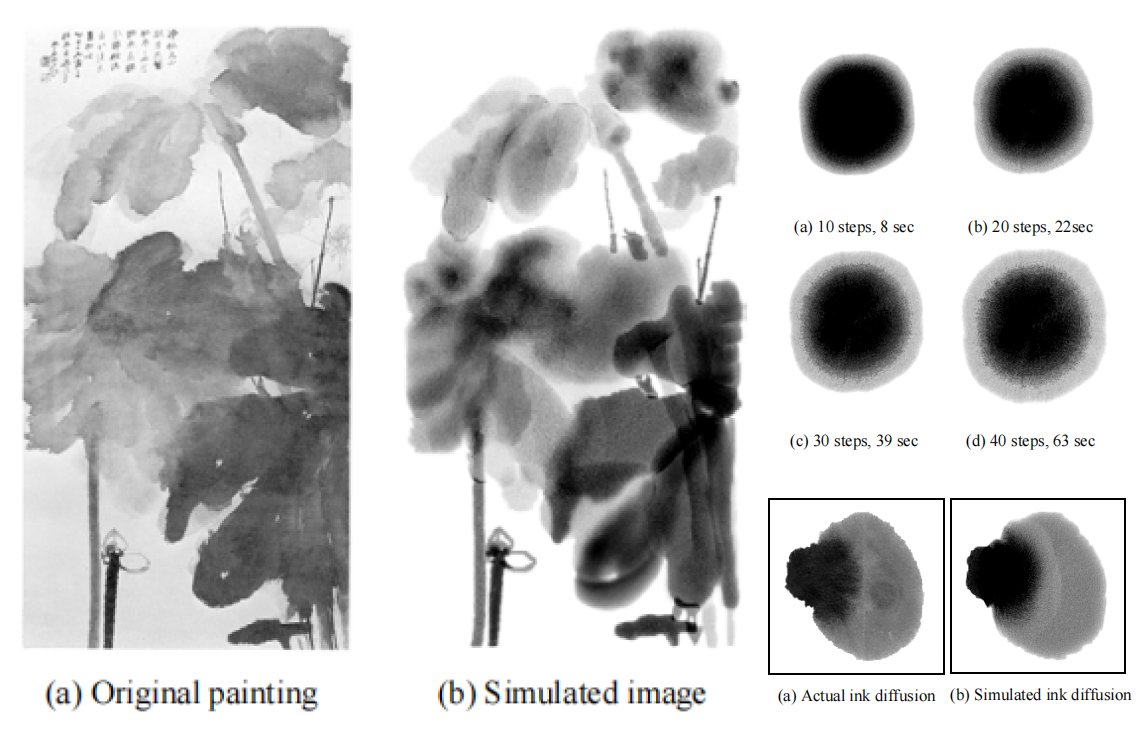 (a) 10 steps, 8 sec
(b) 20 steps, 22sec
(c) 30 steps, 39 sec
(d) 40 steps, 63 sec
(a) Original painting
(b) Simulated image
(a) Actual ink diffusion
(b) Simulated ink diffusion